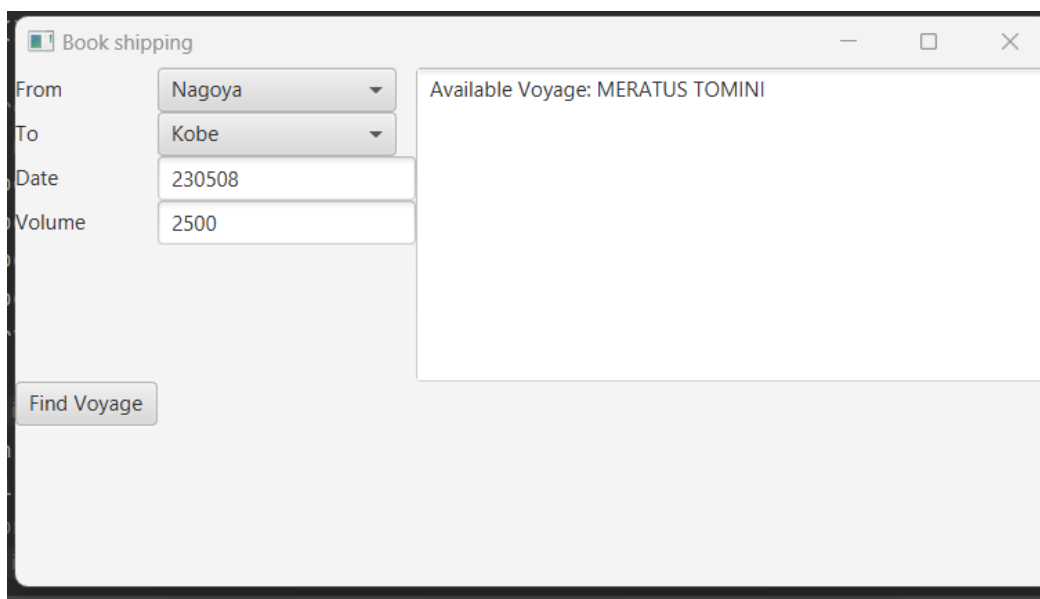 Book shipping
From Nagoya
To Kobe
Date 230508
Volume 2500
Available Voyage: MERATUS TOMINI
Find Voyage